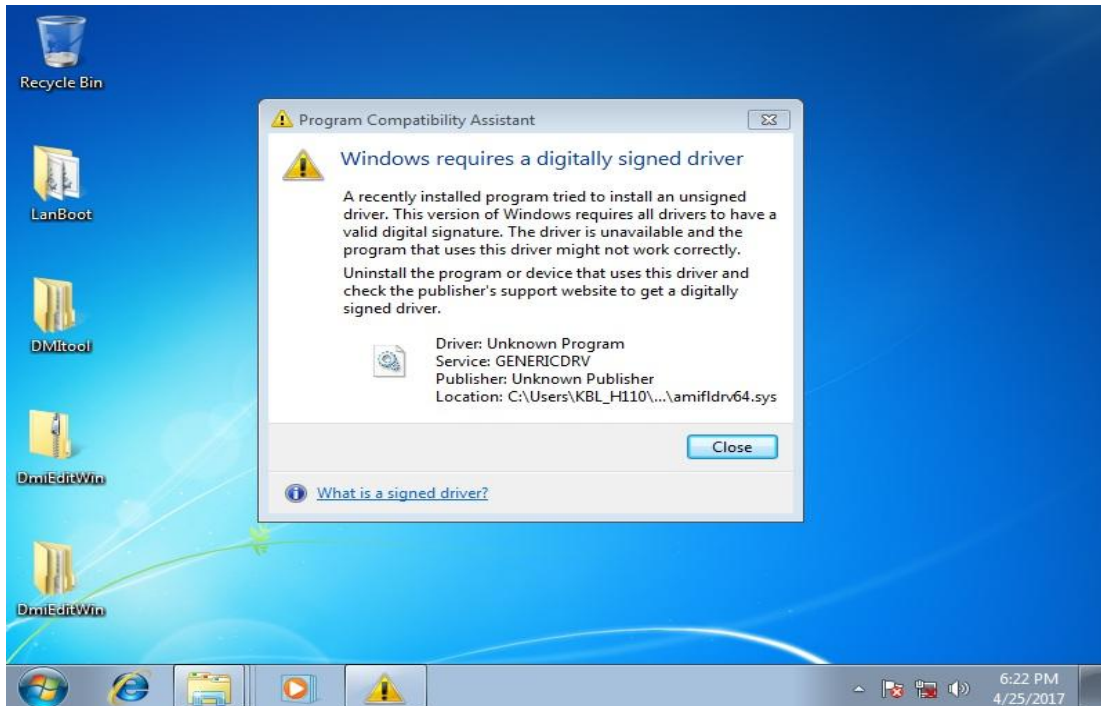 Recycle Bin
LanBoot
DMItool
DmiEditWin
DmiEditWin
Program Compatibility Assistant
Windows requires a digitally signed driver
A recently installed program tried to install an unsigned
driver. This version of Windows requires all drivers to have a
valid digital signature. The driver is unavailable and the
program that uses this driver might not work correctly.
Uninstall the program or device that uses this driver and
check the publisher's support website to get a digitally
signed driver.
Driver: Unknown Program
Service: GENERICDRV
Publisher: Unknown Publisher
Location: C:\Users\KBL_H110\...\amifldrv64.sys
Close
What is a signed driver?
6:22 PM
4/25/2017